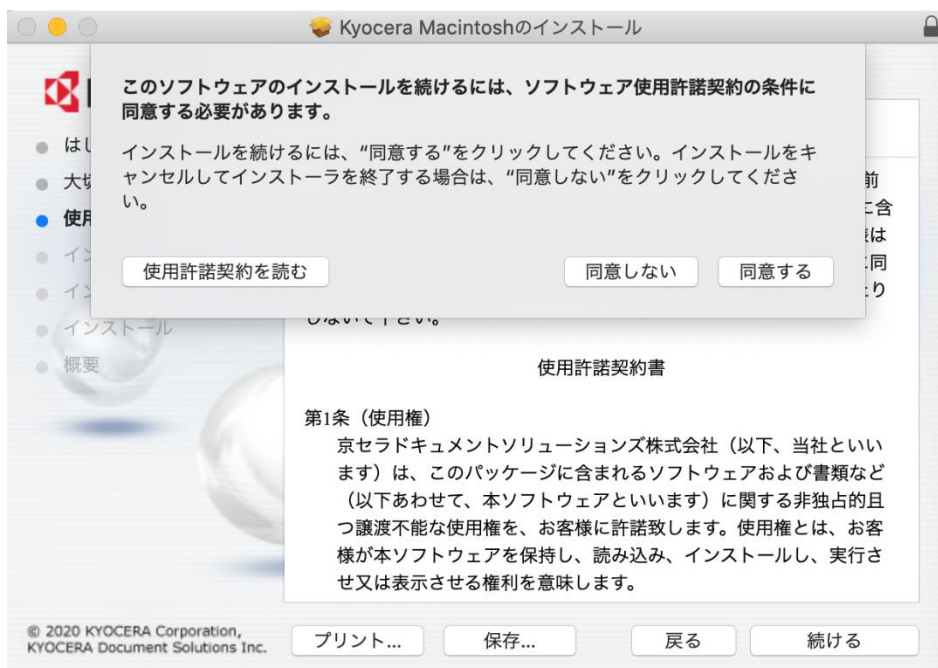 Kyocera Macintoshのインストール
このソフトウェアのインストールを続けるには、ソフトウェア使用許諾契約の条件に
同意する必要があります。
インストールを続けるには、“同意する”をクリックしてください。インストールをキ
ャンセルしてインストーラを終了する場合は、“同意しない”をクリックしてくださ
い。
使用許諾契約を読む
同意しない
同意する
はじ
大切
使用
イン
イン
インストール
概要
前
に含
は
同
り
使用許諾契約書
第1条(使用権)
京セラドキュメントソリューションズ株式会社(以下、当社といい
ます)は、このパッケージに含まれるソフトウェアおよび書類など
(以下あわせて、本ソフトウェアといいます)に関する非独占的且
つ譲渡不能な使用権を、お客様に許諾致します。使用権とは、お客
様が本ソフトウェアを保持し、読み込み、インストールし、実行さ
せ又は表示させる権利を意味します。
© 2020 KYOCERA Corporation,
KYOCERA Document Solutions Inc.
プリント...
保存...
戻る
続ける